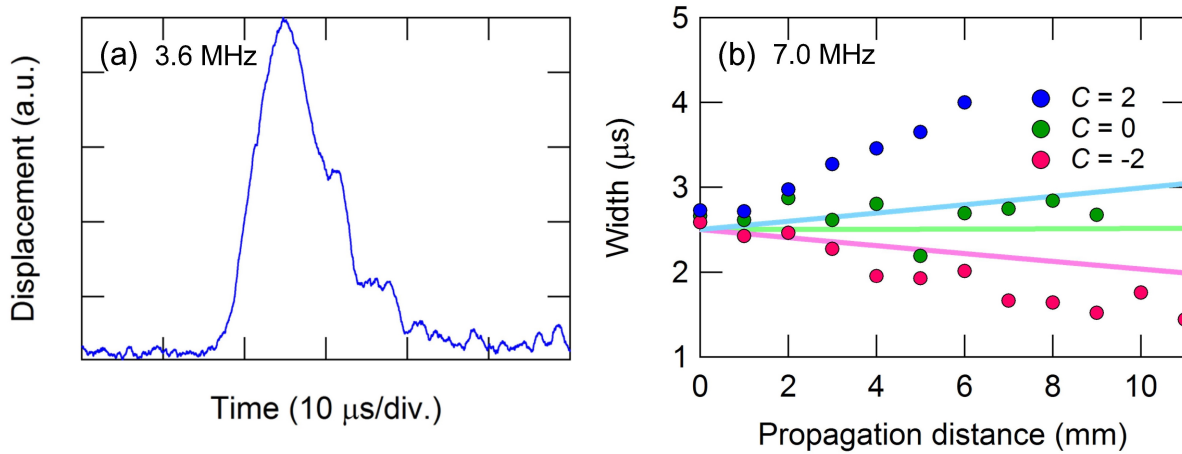 (a) 3.6 MHz
Displacement (a.u.)
Time (10 μs/div.)
(b) 7.0 MHz
C = 2
C = 0
C = -2
Width (μs)
5
4
3
2
1
0 2 4 6 8 10
Propagation distance (mm)